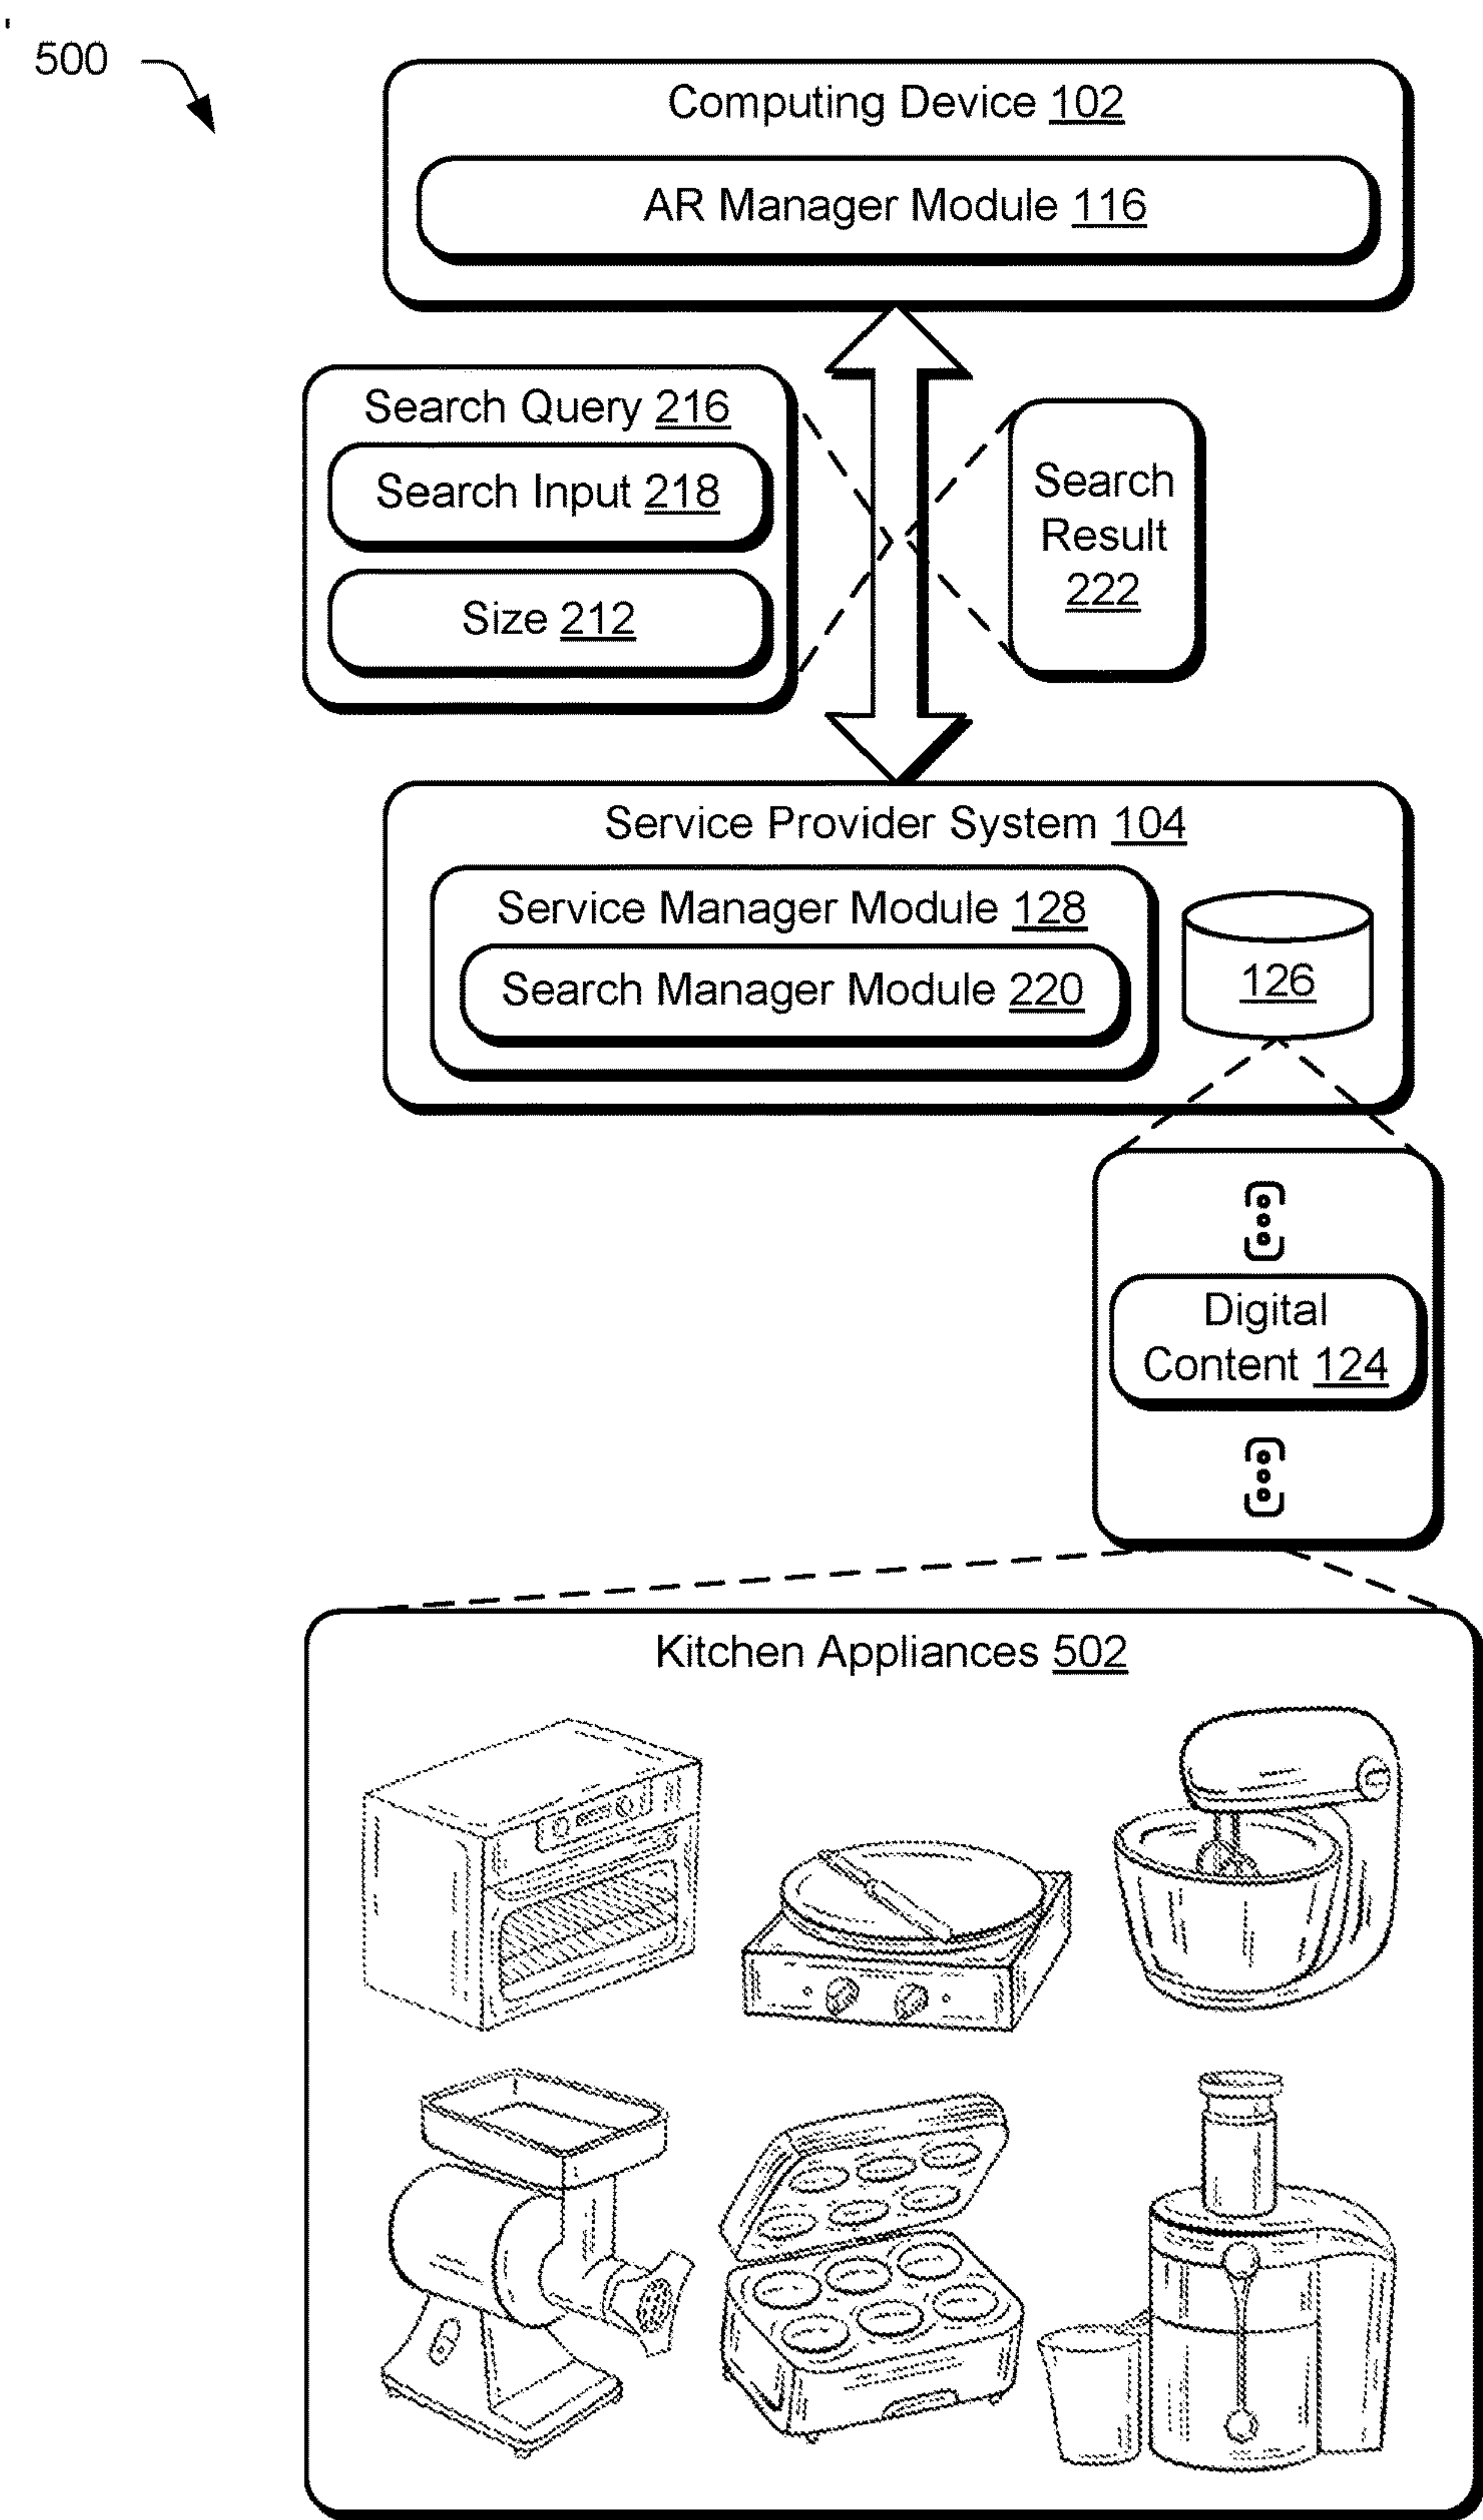 500
Computing Device 102
AR Manager Module 116
Search Query 216
Search Input 218
Size 212
Search
Result
222
Service Provider System 104
Service Manager Module 128
Search Manager Module 220
126
Digital
Content 124
Kitchen Appliances 502